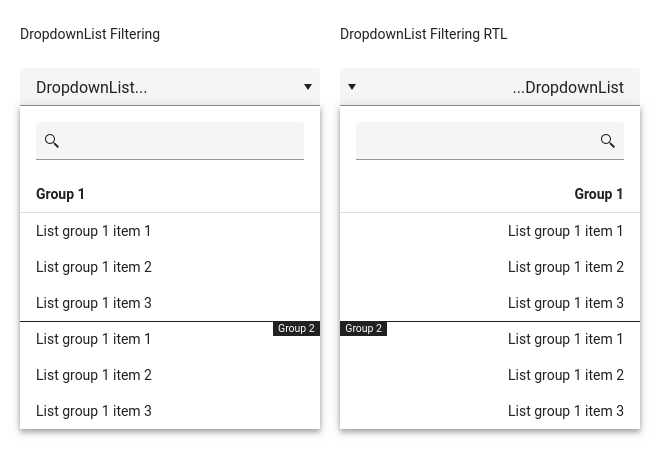 DropdownList Filtering
DropdownList...
Group 1
List group 1 item 1
List group 1 item 2
List group 1 item 3
Group 2
List group 1 item 1
List group 1 item 2
List group 1 item 3
DropdownList Filtering RTL
...DropdownList
Group 1
List group 1 item 1
List group 1 item 2
List group 1 item 3
Group 2
List group 1 item 1
List group 1 item 2
List group 1 item 3